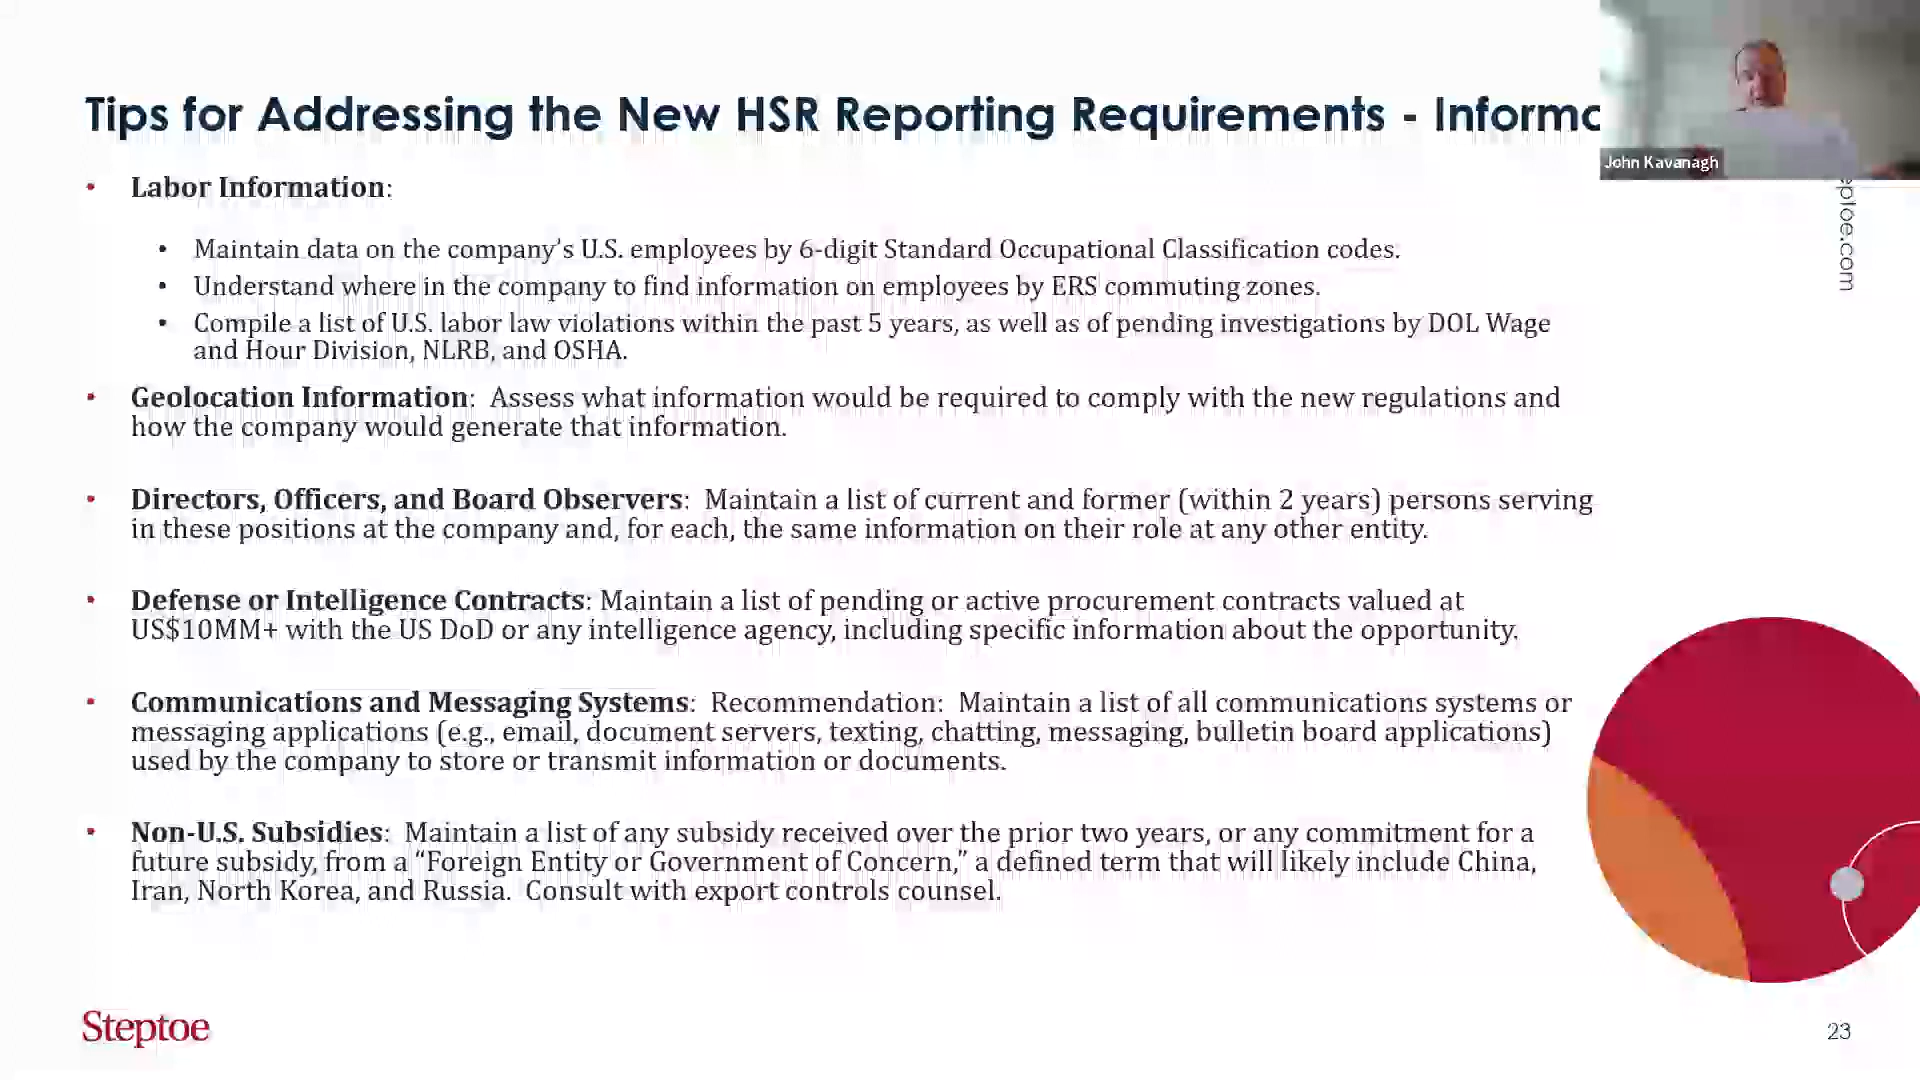 Tips for Addressing the New HSR Reporting Requirements - Informa
John Kavanagh
eptoe.com
• Labor Information:
• Maintain data on the company’s U.S. employees by 6-digit Standard Occupational Classification codes.
• Understand where in the company to find information on employees by ERS commuting zones.
• Compile a list of U.S. labor law violations within the past 5 years, as well as of pending investigations by DOL Wage
and Hour Division, NLRB, and OSHA.
• Geolocation Information:  Assess what information would be required to comply with the new regulations and
how the company would generate that information.
• Directors, Officers, and Board Observers:  Maintain a list of current and former (within 2 years) persons serving
in these positions at the company and, for each, the same information on their role at any other entity.
• Defense or Intelligence Contracts: Maintain a list of pending or active procurement contracts valued at
US$10MM+ with the US DoD or any intelligence agency, including specific information about the opportunity.
• Communications and Messaging Systems:  Recommendation:  Maintain a list of all communications systems or
messaging applications (e.g., email, document servers, texting, chatting, messaging, bulletin board applications)
used by the company to store or transmit information or documents.
• Non-U.S. Subsidies:  Maintain a list of any subsidy received over the prior two years, or any commitment for a
future subsidy, from a “Foreign Entity or Government of Concern,” a defined term that will likely include China,
Iran, North Korea, and Russia.  Consult with export controls counsel.
Steptoe
23